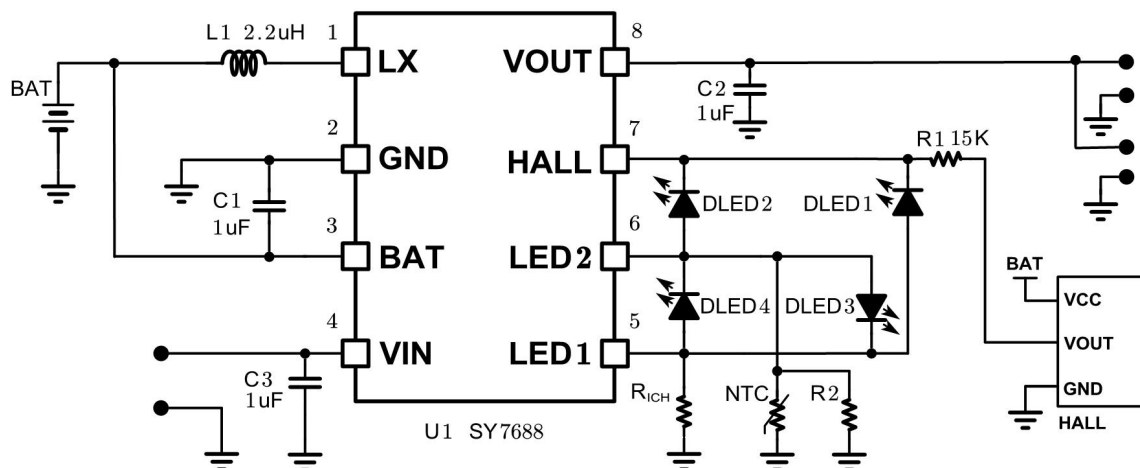 L1 2.2uH
1
8
LX
VOUT
BAT
C2
1uF
2
7
R1 15K
GND
HALL
C1
1uF
DLED2
DLED1
3
6
BAT
LED2
BAT
VCC
DLED4
DLED3
4
5
VOUT
VIN
LED1
C3
1uF
RICH
NTC
R2
GND
HALL
U1 SY7688